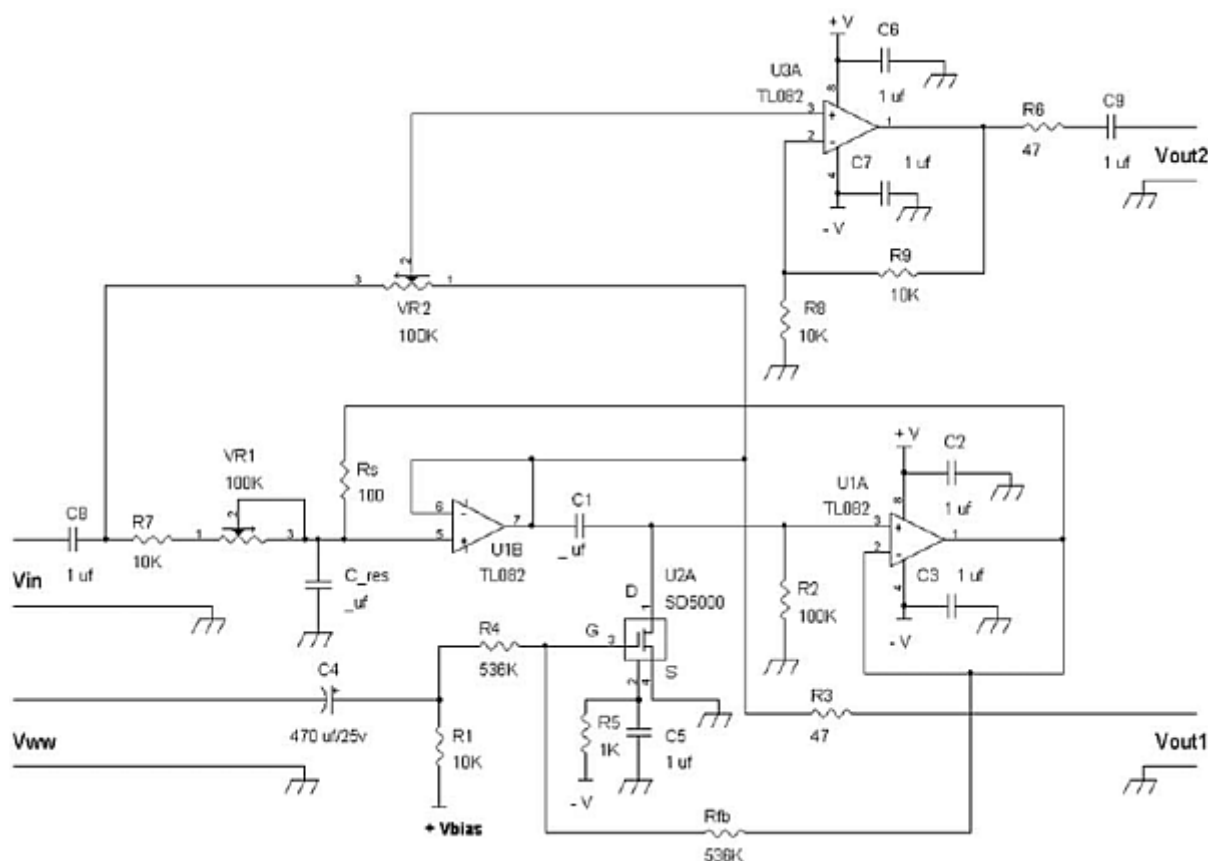 + V
C6
U3A
TL082
1 uf
8
3
+
2
-
1
4
C7
1 uf
- V
R6
47
C9
1 uf
Vout2
R9
10K
R8
10K
3
2
1
VR2
100K
VR1
100K
Rs
100
C8
1 uf
R7
10K
1
2
3
Vin
C_res
_uf
6
-
5
+
7
U1B
TL082
C1
_uf
+ V
C2
1 uf
U1A
TL082
8
3
+
2
-
1
4
C3
1 uf
- V
R2
100K
U2A
SD5000
D
1
G
3
S
2
4
R4
536K
C4
470 uf/25v
Vww
R1
10K
+ Vbias
R5
1K
- V
C5
1 uf
R3
47
Vout1
Rfb
536K